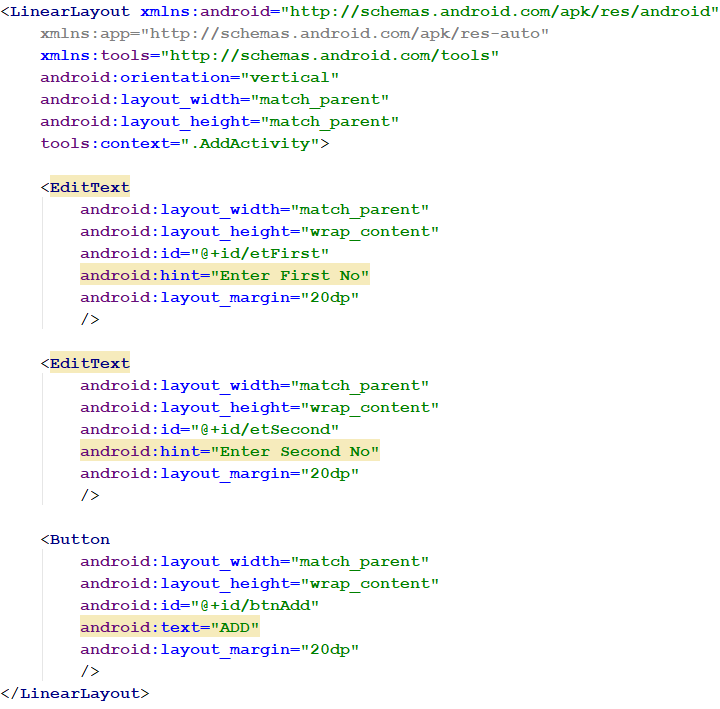 <LinearLayout xmlns:android="http://schemas.android.com/apk/res/android"
    xmlns:app="http://schemas.android.com/apk/res-auto"
    xmlns:tools="http://schemas.android.com/tools"
    android:orientation="vertical"
    android:layout_width="match_parent"
    android:layout_height="match_parent"
    tools:context=".AddActivity">

    <EditText
        android:layout_width="match_parent"
        android:layout_height="wrap_content"
        android:id="@+id/etFirst"
        android:hint="Enter First No"
        android:layout_margin="20dp"
        />

    <EditText
        android:layout_width="match_parent"
        android:layout_height="wrap_content"
        android:id="@+id/etSecond"
        android:hint="Enter Second No"
        android:layout_margin="20dp"
        />

    <Button
        android:layout_width="match_parent"
        android:layout_height="wrap_content"
        android:id="@+id/btnAdd"
        android:text="ADD"
        android:layout_margin="20dp"
        />
</LinearLayout>